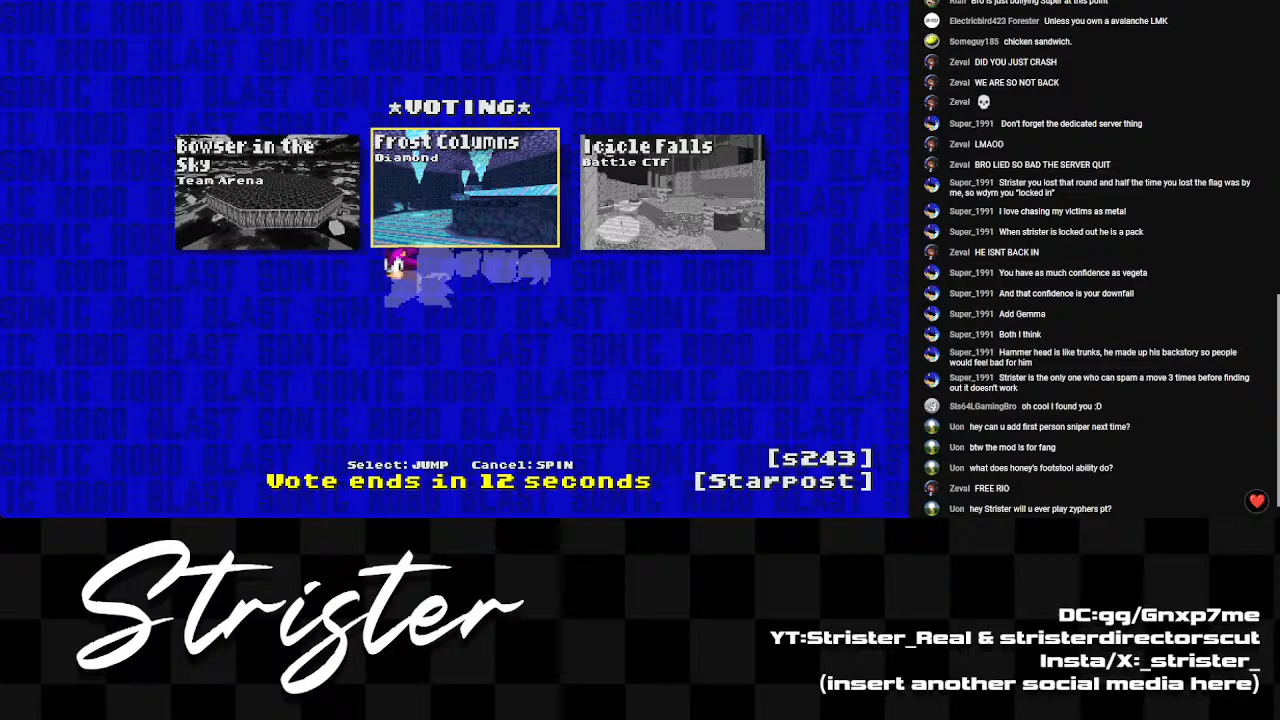 ★VOTING★
Bowser in the
Sky
Team Arena
Frost Columns
Diamond
Icicle Falls
Battle CTF
Select:JUMP Cancel:SPIN
Vote ends in 12 seconds
[s243]
[Starpost]
Electricbird423 Forester Unless you own a avalanche LMK
Someguy185 chicken sandwich.
Zeval DID YOU JUST CRASH
Zeval WE ARE SO NOT BACK
Zeval 💀
Super_1991 Don't forget the dedicated server thing
Zeval LMAOO
Zeval BRO LIED SO BAD THE SERVER QUIT
Super_1991 Strister you lost that round and half the time you lost the flag was by
me, so wdym you "locked in"
Super_1991 I love chasing my victims as metal
Super_1991 When strister is locked out he is a pack
Zeval HE ISNT BACK IN
Super_1991 You have as much confidence as vegeta
Super_1991 And that confidence is your downfall
Super_1991 Add Gemma
Super_1991 Both I think
Super_1991 Hammer head is like trunks, he made up his backstory so people
would feel bad for him
Super_1991 Strister is the only one who can spam a move 3 times before finding
out it doesn't work
Sls64LGamingBro oh cool I found you :D
Uon hey can u add first person sniper next time?
Uon btw the mod is for fang
Uon what does honey's footstool ability do?
Zeval FREE RIO
Uon hey Strister will u ever play zyphers pt?
Strister
DC:gg/Gnxp7me
YT:Strister_Real & stristerdirectorscut
Insta/X:_strister_
(insert another social media here)